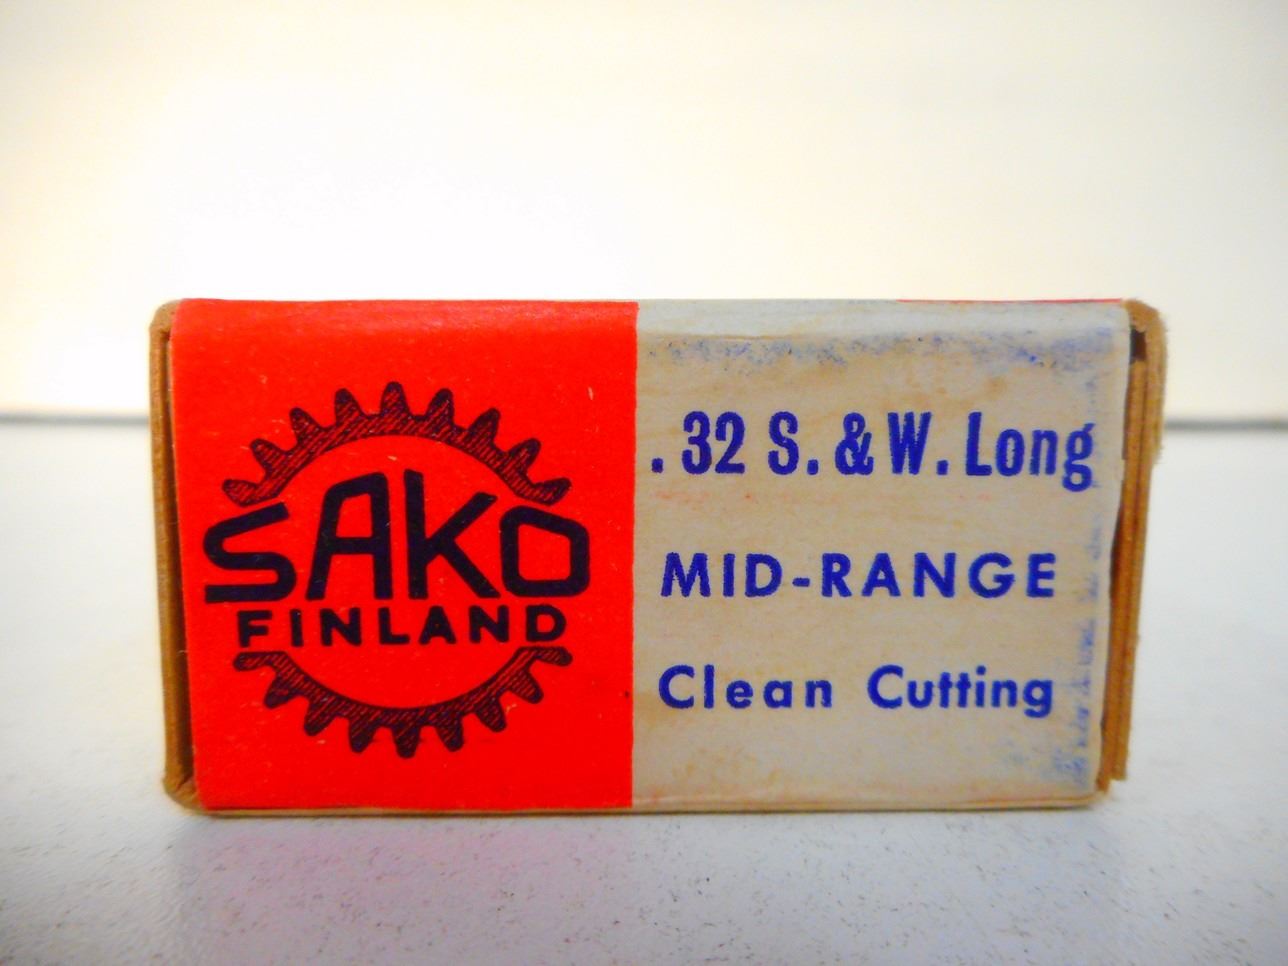 SAKO
FINLAND
.32 S. & W. Long
MID-RANGE
Clean Cutting